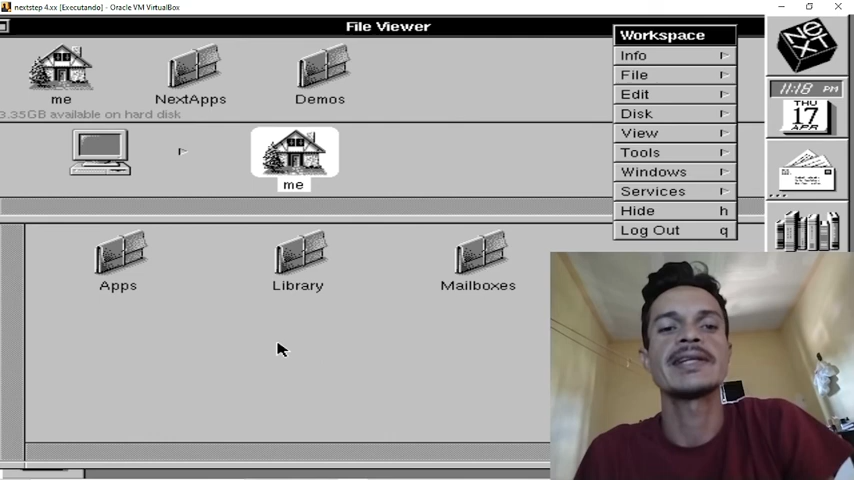 nextstep 4.xx [Executando] - Oracle VM VirtualBox
File Viewer
me
NextApps
Demos
3.35GB available on hard disk
me
Apps
Library
Mailboxes
Workspace
Info
File
Edit
Disk
View
Tools
Windows
Services
Hide h
Log Out q
NeXT
11:18 PM
THU
17
APR